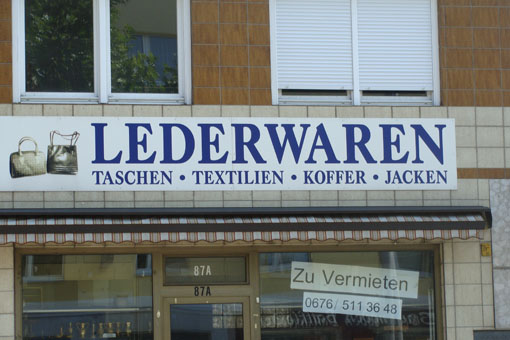 LEDERWAREN
TASCHEN · TEXTILIEN · KOFFER · JACKEN
87A
87A
Zu Vermieten
0676/ 511 36 48